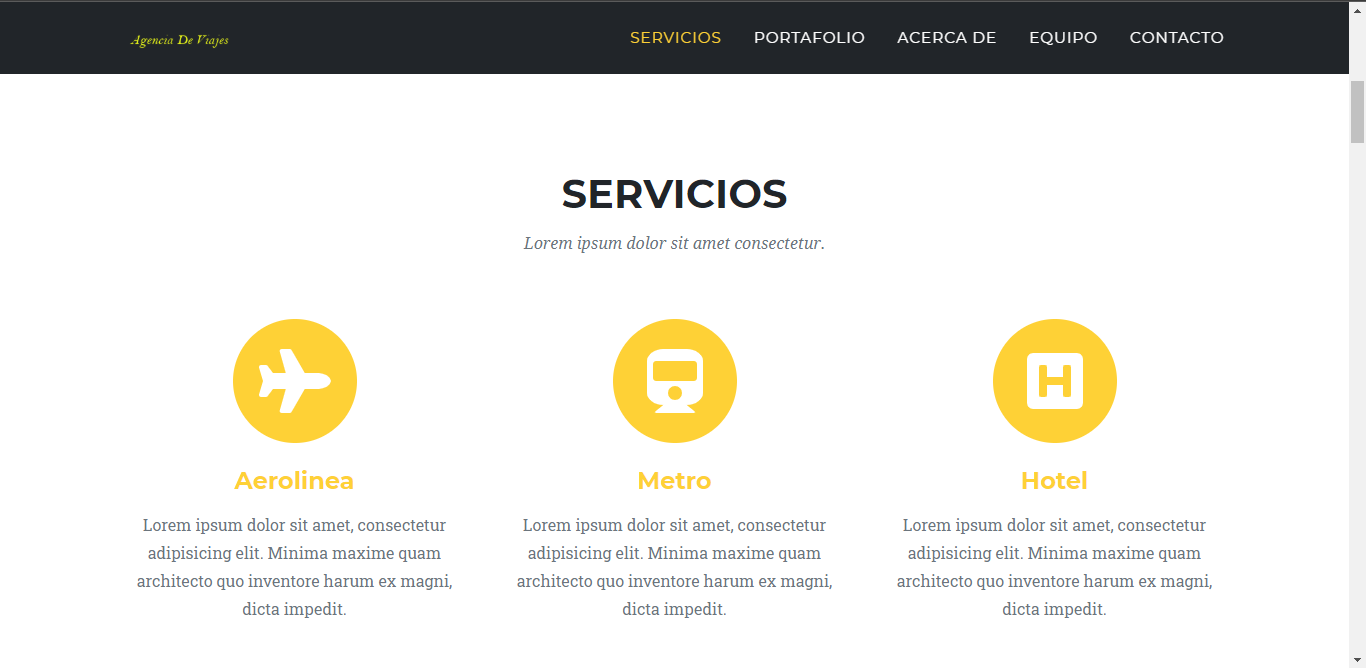 Agencia De Viajes
SERVICIOS PORTAFOLIO ACERCA DE EQUIPO CONTACTO
SERVICIOS
Lorem ipsum dolor sit amet consectetur.
H
Aerolinea
Lorem ipsum dolor sit amet, consectetur
adipisicing elit. Minima maxime quam
architecto quo inventore harum ex magni,
dicta impedit.
Metro
Lorem ipsum dolor sit amet, consectetur
adipisicing elit. Minima maxime quam
architecto quo inventore harum ex magni,
dicta impedit.
Hotel
Lorem ipsum dolor sit amet, consectetur
adipisicing elit. Minima maxime quam
architecto quo inventore harum ex magni,
dicta impedit.